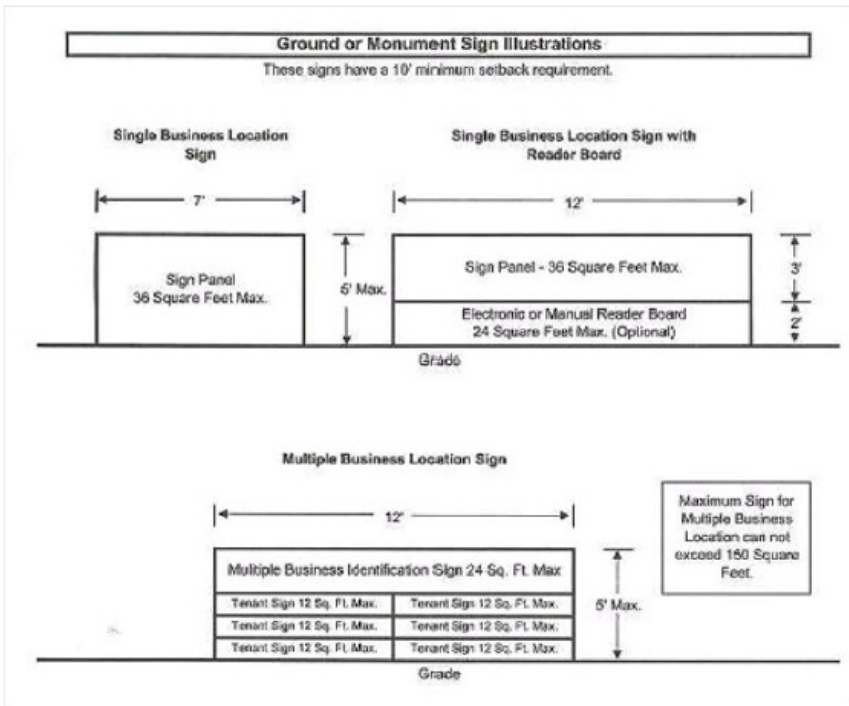 Ground or Monument Sign Illustrations
These signs have a 10' minimum setback requirement.
Single Business Location
Sign
Single Business Location Sign with
Reader Board
7'
12'
Sign Panel
36 Square Feet Max.
5' Max.
Sign Panel - 36 Square Feet Max.
3'
Electronic or Manual Reader Board
24 Square Feet Max. (Optional)
2'
Grade
Multiple Business Location Sign
12'
Maximum Sign for
Multiple Business
Location can not
exceed 150 Square
Feet.
Multiple Business Identification Sign 24 Sq. Ft. Max
Tenant Sign 12 Sq. Ft. Max.
Tenant Sign 12 Sq. Ft. Max.
Tenant Sign 12 Sq. Ft. Max.
Tenant Sign 12 Sq. Ft. Max.
Tenant Sign 12 Sq. Ft. Max.
Tenant Sign 12 Sq. Ft. Max.
5' Max.
Grade